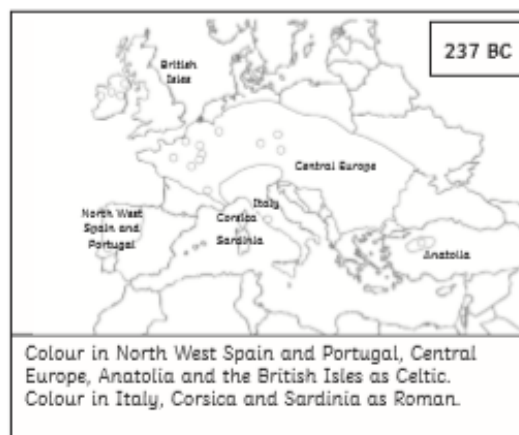 237 BC
British
Isles
Central Europe
Italy
North West
Spain and
Portugal
Corsica
Sardinia
Anatolia
Colour in North West Spain and Portugal, Central
Europe, Anatolia and the British Isles as Celtic.
Colour in Italy, Corsica and Sardinia as Roman.